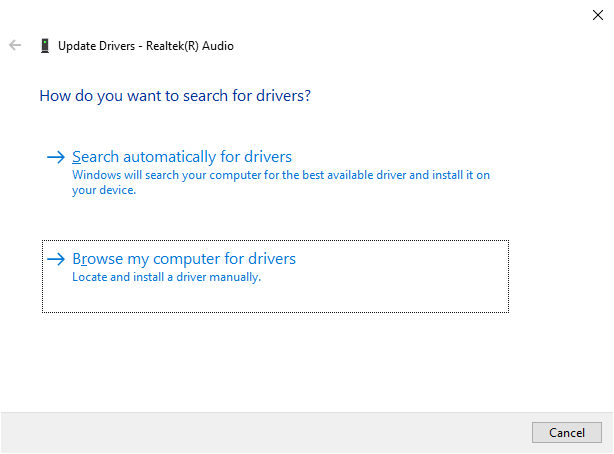 Update Drivers - Realtek(R) Audio
How do you want to search for drivers?
Search automatically for drivers
Windows will search your computer for the best available driver and install it on
your device.
Browse my computer for drivers
Locate and install a driver manually.
Cancel